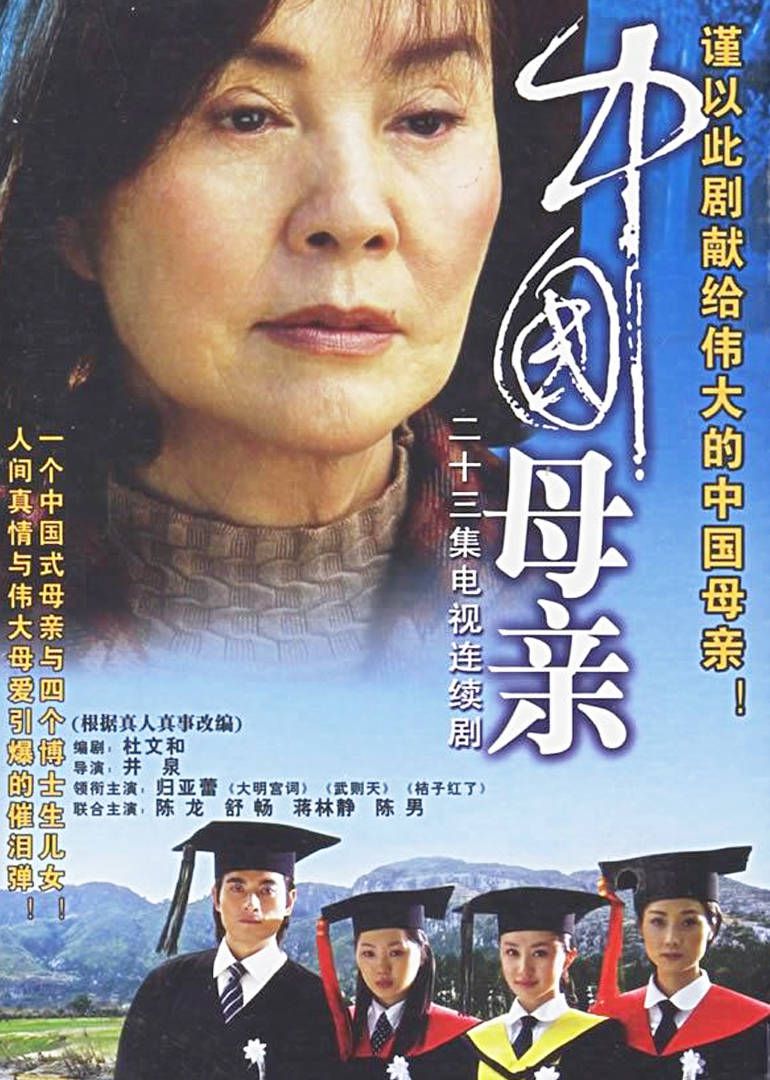 谨以此剧献给伟大的中国母亲！
中国
母亲
二十三集电视连续剧
一个中国式母亲与四个博士生儿女！
人间真情与伟大母爱引爆的催泪弹！
(根据真人真事改编)
编剧：杜文和
导演：井 泉
领衔主演：归亚蕾《大明宫词》《武则天》《桔子红了》
联合主演：陈 龙 舒 畅 蒋林静 陈 男